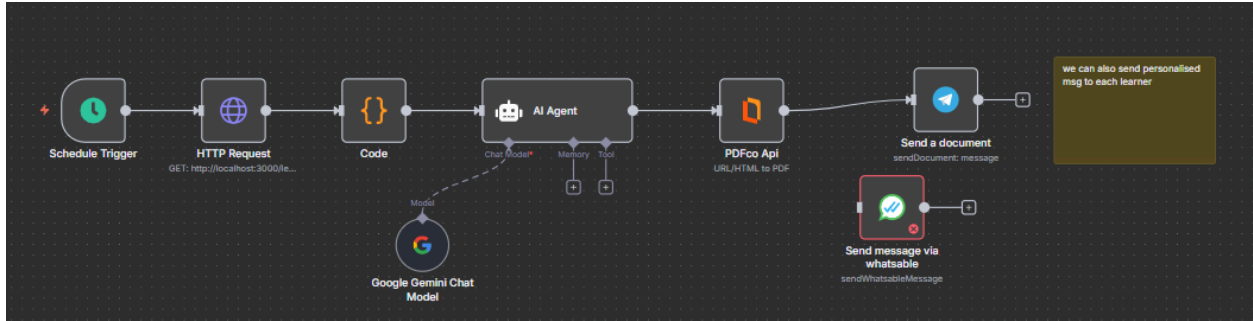 we can also send personalised
msg to each learner
Schedule Trigger
HTTP Request
GET: http://localhost:3000/le...
{}
Code
AI Agent
Chat Model*
Memory
Tool
Model
Google Gemini Chat
Model
PDFco Api
URL/HTML to PDF
Send a document
sendDocument: message
Send message via
whatsable
sendWhatsableMessage